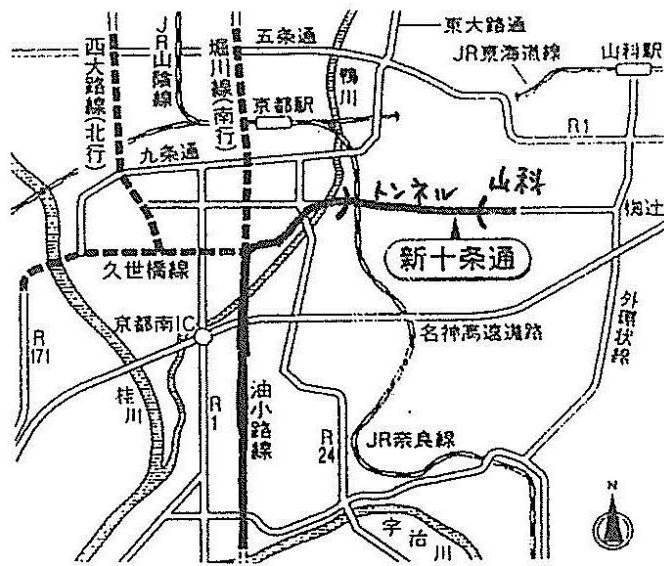 西大路線(北行)
JR山陰線
堀川線(南行)
五条通
鴨川
東大路通
JR東海道線
山科駅
京都駅
R1
九条通
トンネル
山科
新十条通
久世橋線
京都南IC
名神高速道路
外環状線
R171
桂川
R1
油小路線
R24
JR奈良線
宇治川
N